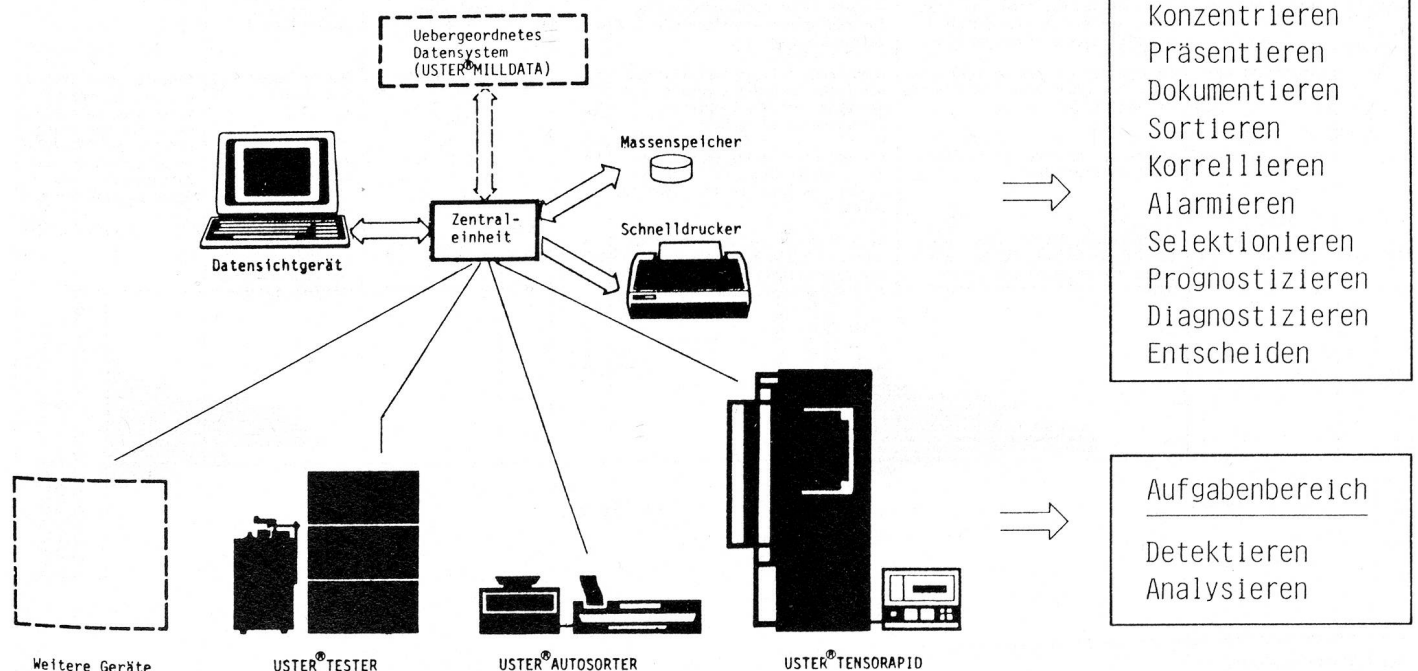 Uebergeordnetes
Datensystem
(USTER®MILLDATA)
Massenspeicher
Zentral-
einheit
Schnelldrucker
Datensichtgerät
Weitere Geräte
USTER®TESTER
USTER®AUTOSORTER
USTER®TENSORAPID
Konzentrieren
Präsentieren
Dokumentieren
Sortieren
Korrellieren
Alarmieren
Selektionieren
Prognostizieren
Diagnostizieren
Entscheiden
Aufgabenbereich
Detektieren
Analysieren